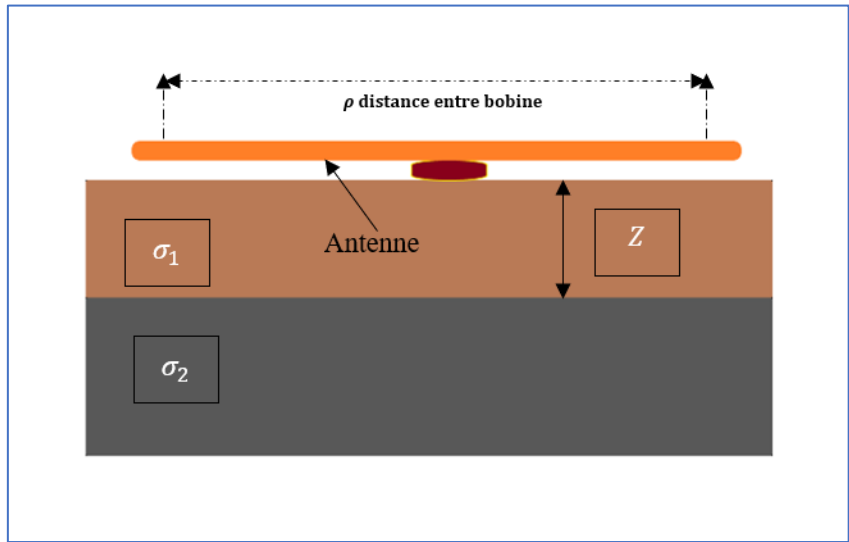 ρ distance entre bobine
Antenne
Z
σ₁
σ₂